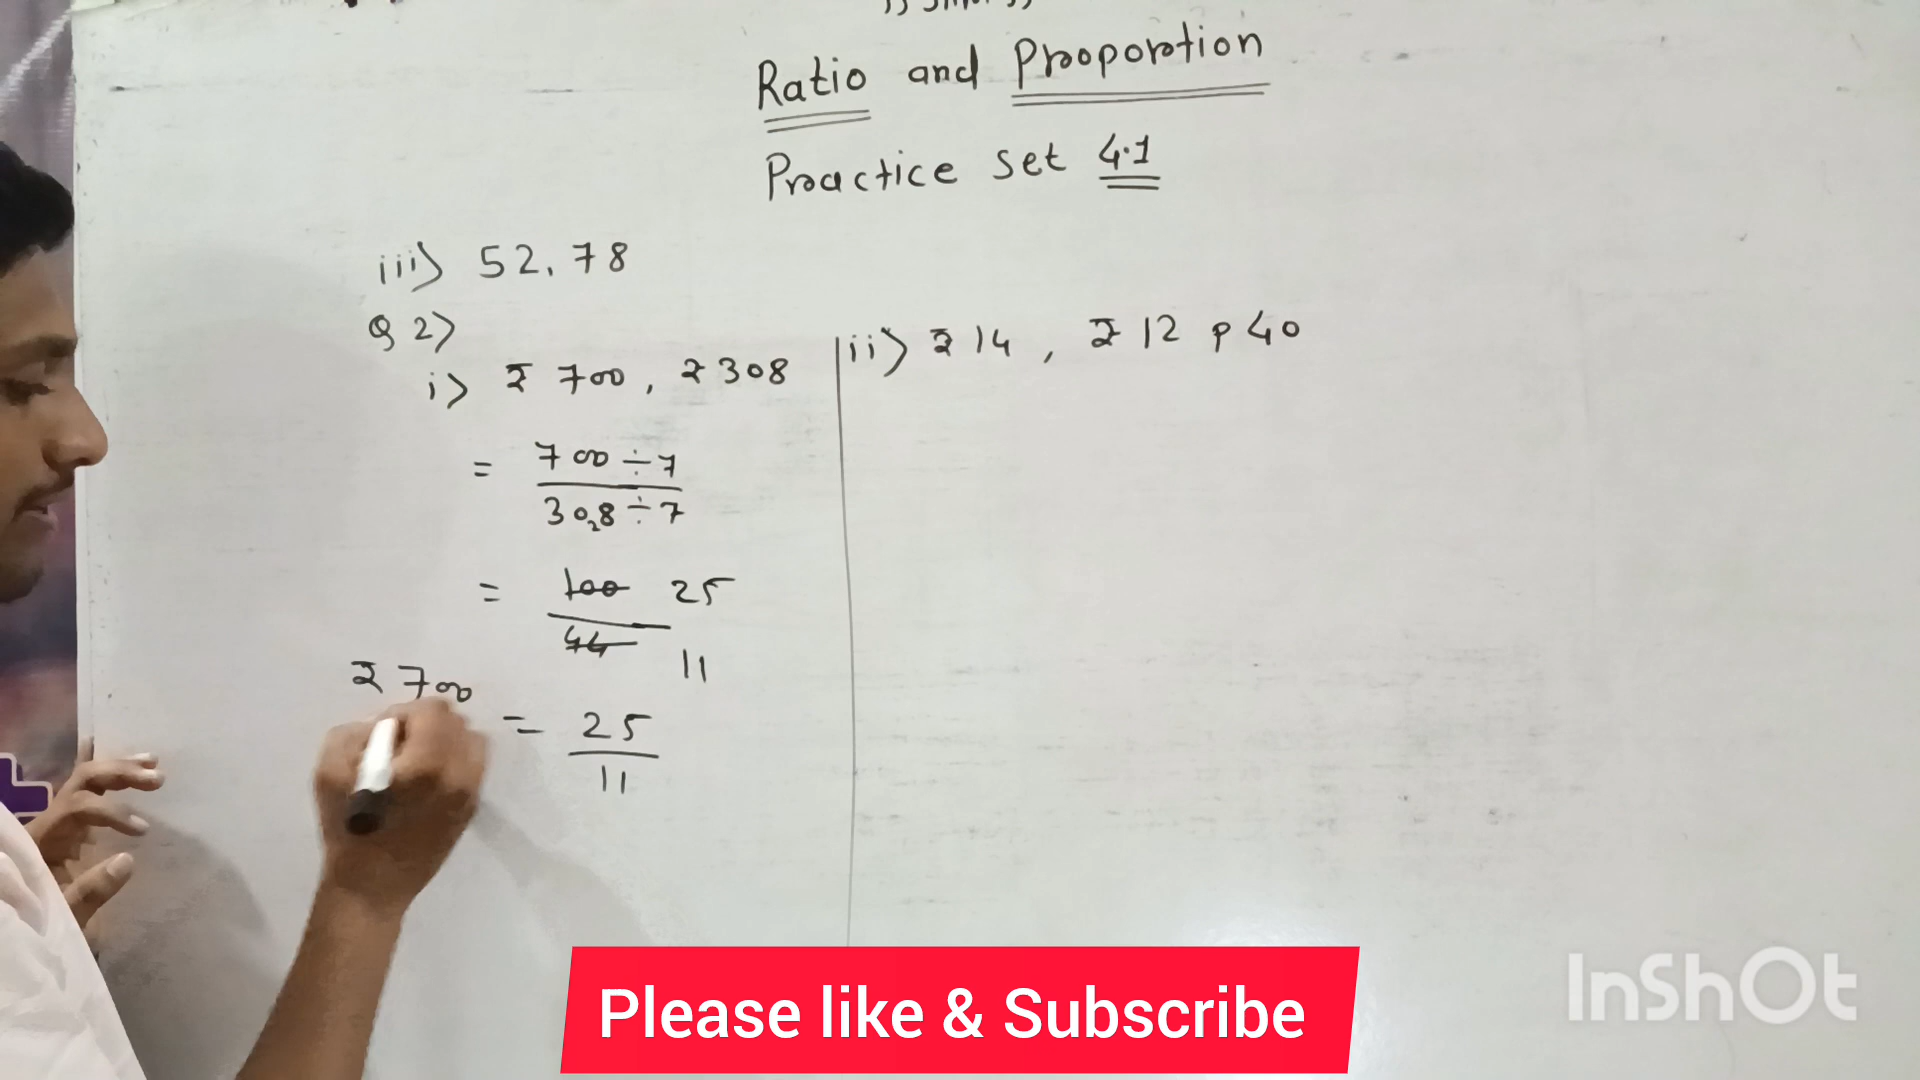 Ratio and Proportion
Practice set 4.1
iii) 52, 78
Q 2)
i) ₹ 700, ₹ 308
= 700 ÷ 7
308 ÷ 7
= 100 25
44 11
₹ 700
= 25
11
ii) ₹ 14, ₹ 12 p 40
Please like & Subscribe
InShOt